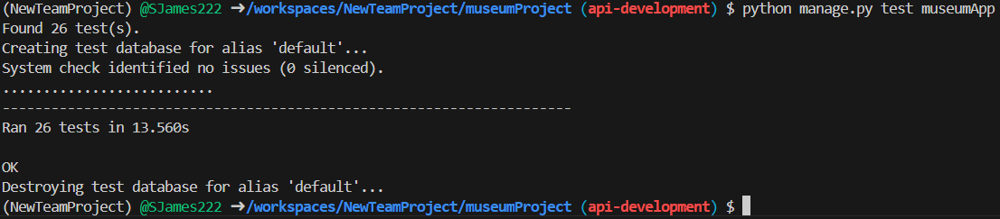 (NewTeamProject) @SJames222 ➜/workspaces/NewTeamProject/museumProject (api-development) $ python manage.py test museumApp
Found 26 test(s).
Creating test database for alias 'default'...
System check identified no issues (0 silenced).
..........................
----------------------------------------------------------------------
Ran 26 tests in 13.560s
OK
Destroying test database for alias 'default'...
(NewTeamProject) @SJames222 ➜/workspaces/NewTeamProject/museumProject (api-development) $